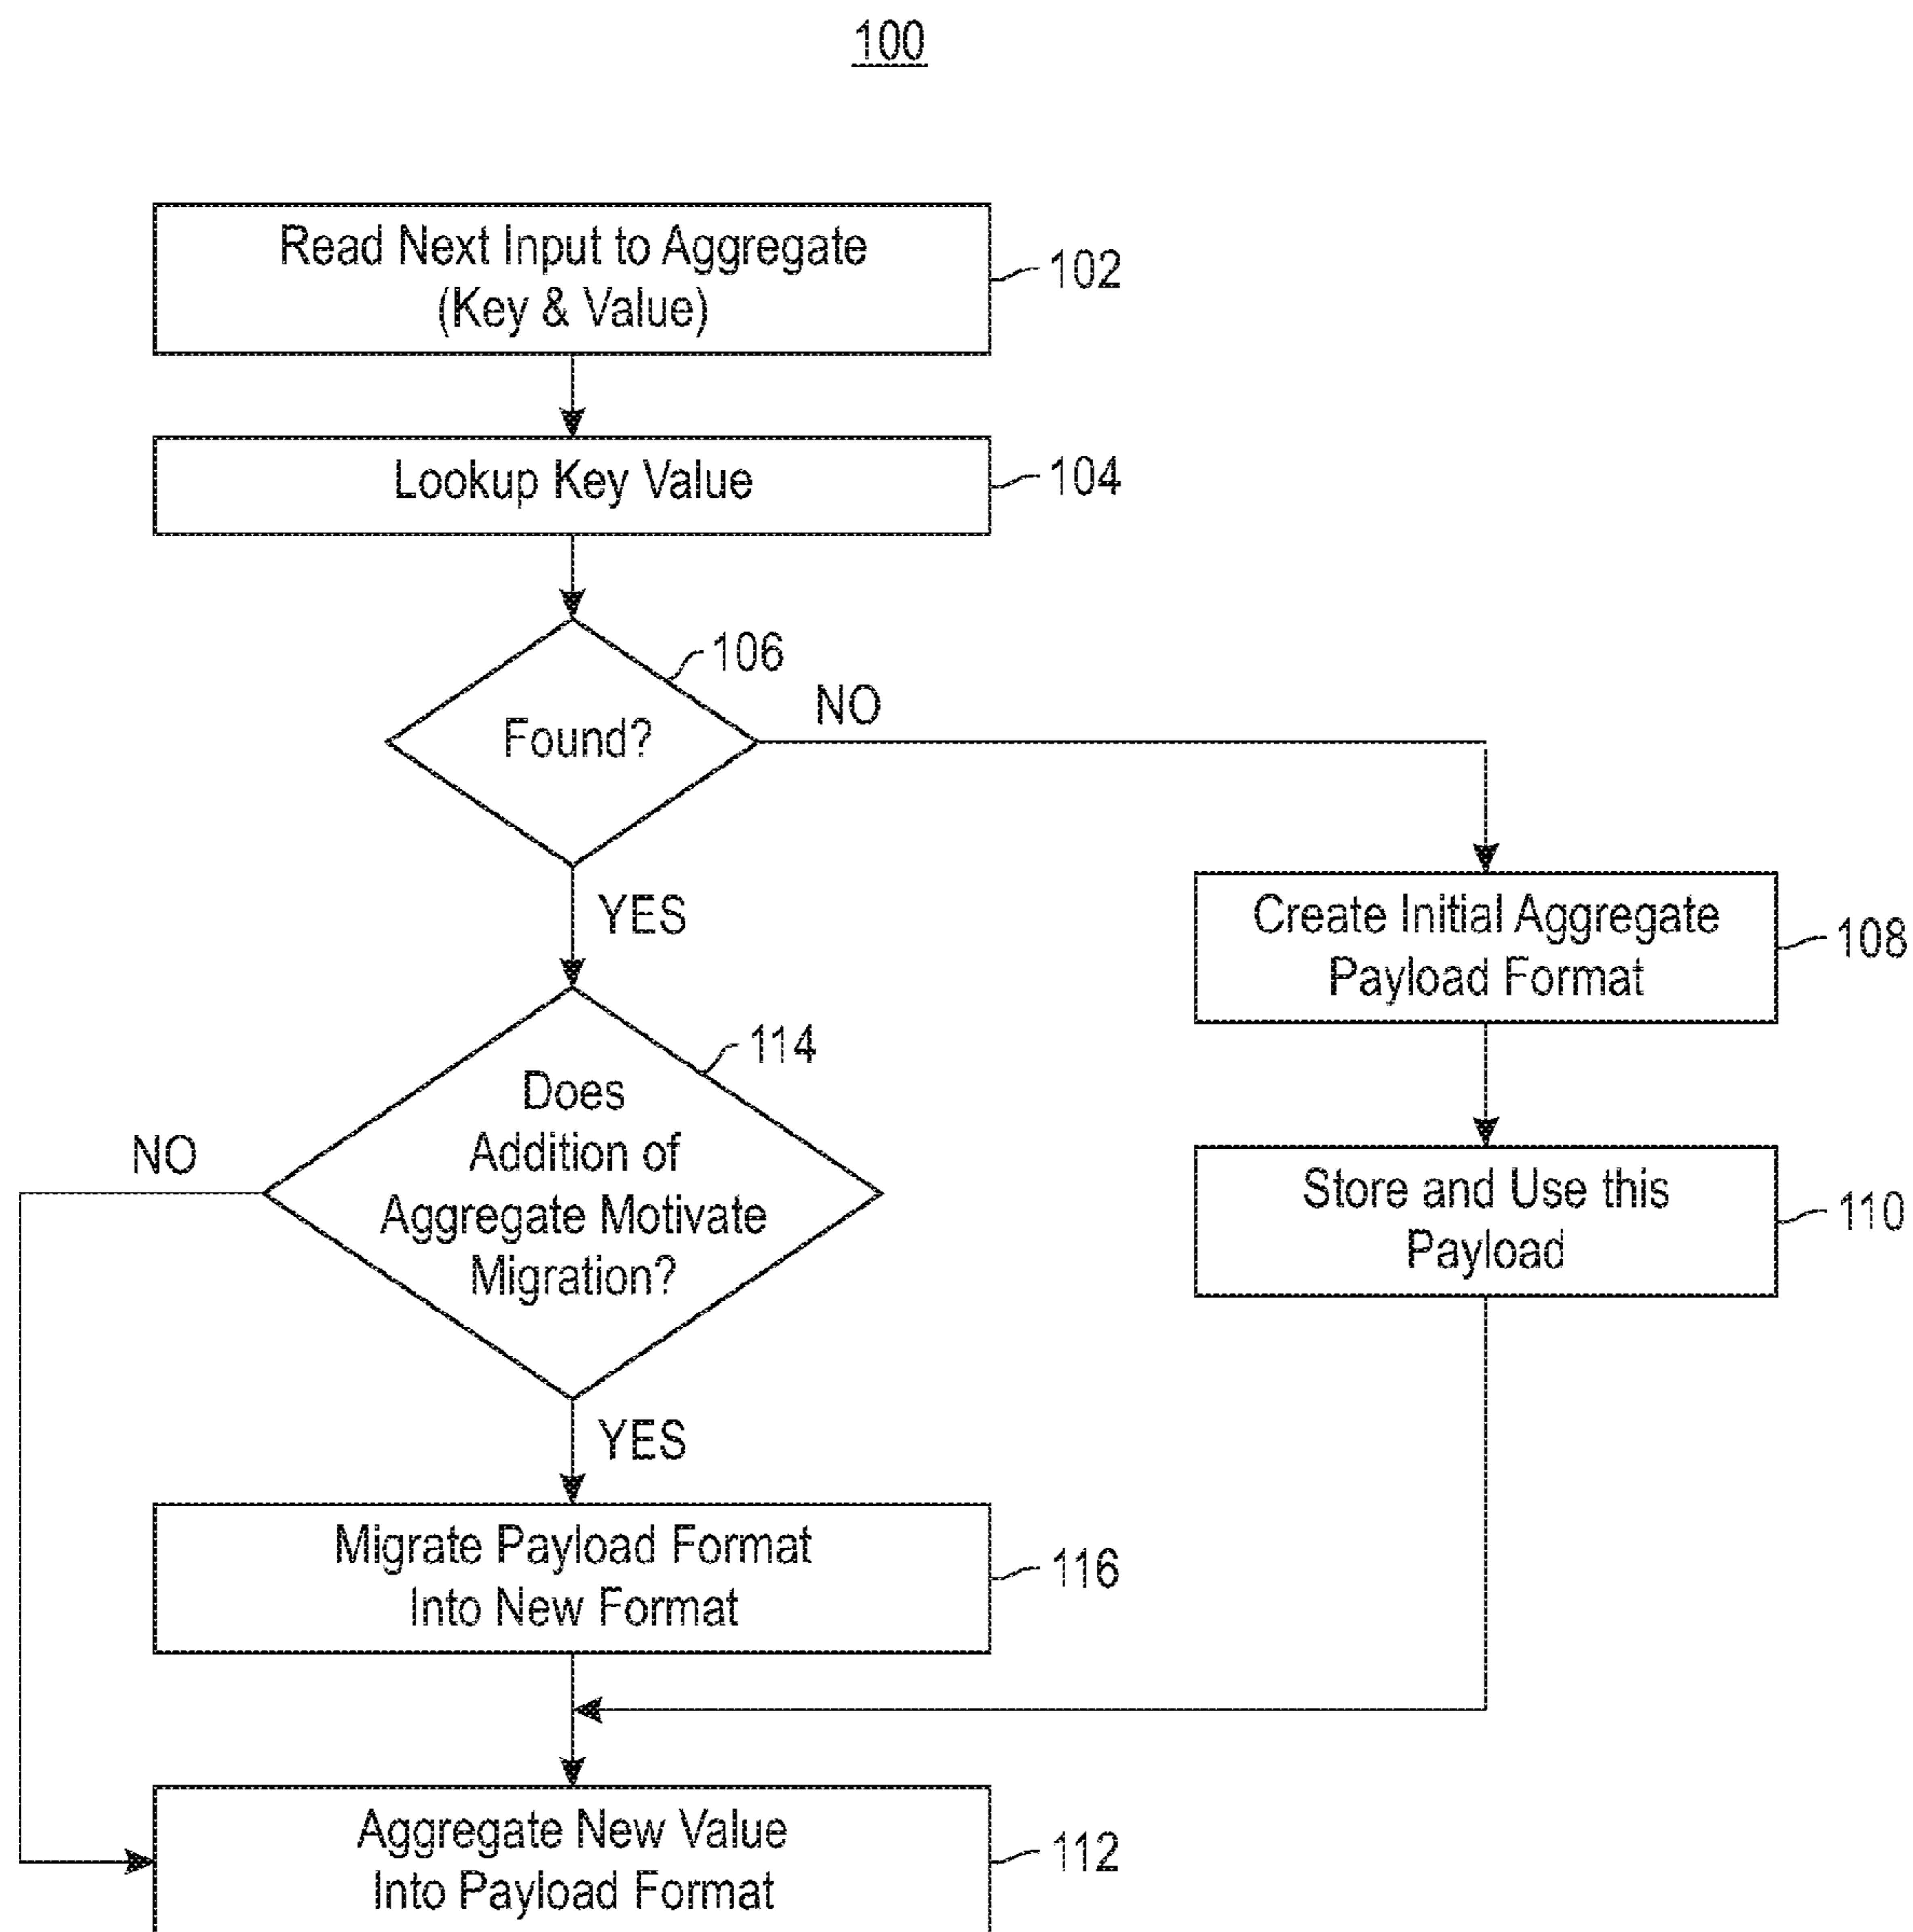 100
Read Next Input to Aggregate
(Key & Value)
102
Lookup Key Value
104
106
Found?
NO
YES
Create Initial Aggregate
Payload Format
108
114
Does
Addition of
Aggregate Motivate
Migration?
NO
Store and Use this
Payload
110
YES
Migrate Payload Format
Into New Format
116
Aggregate New Value
Into Payload Format
112